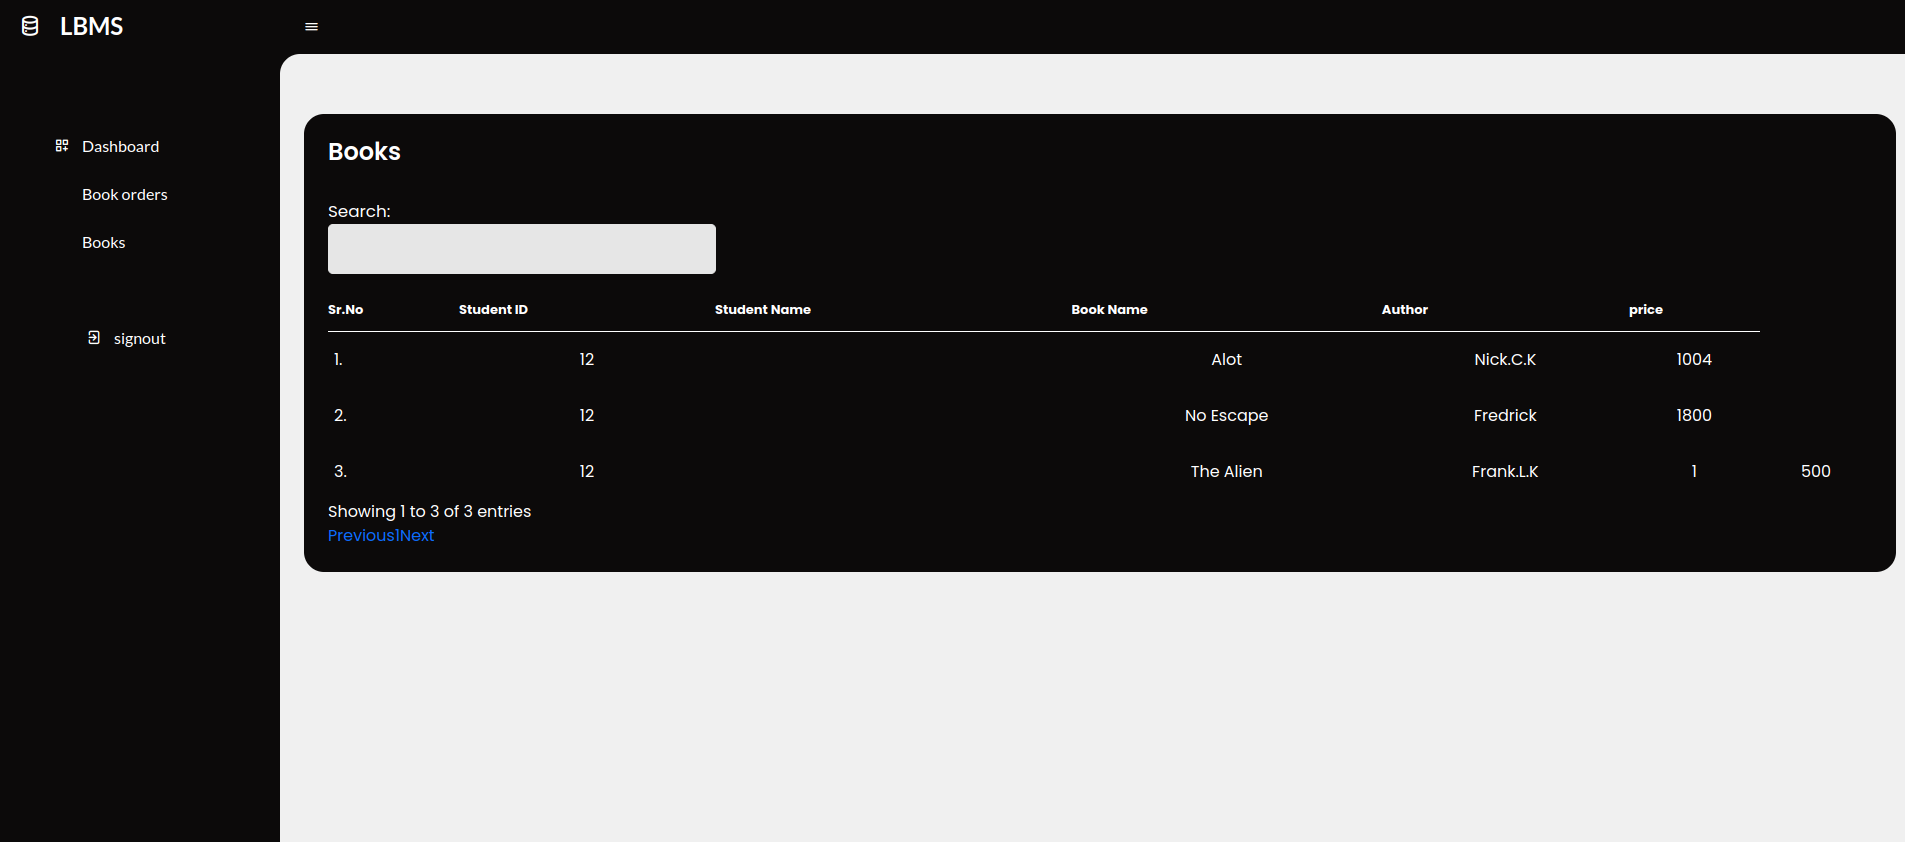 LBMS
Dashboard
Book orders
Books
signout
Books
Search:
Sr.No Student ID Student Name Book Name Author price
1. 12 Alot Nick.C.K 1004
2. 12 No Escape Fredrick 1800
3. 12 The Alien Frank.L.K 1 500
Showing 1 to 3 of 3 entries
Previous1Next